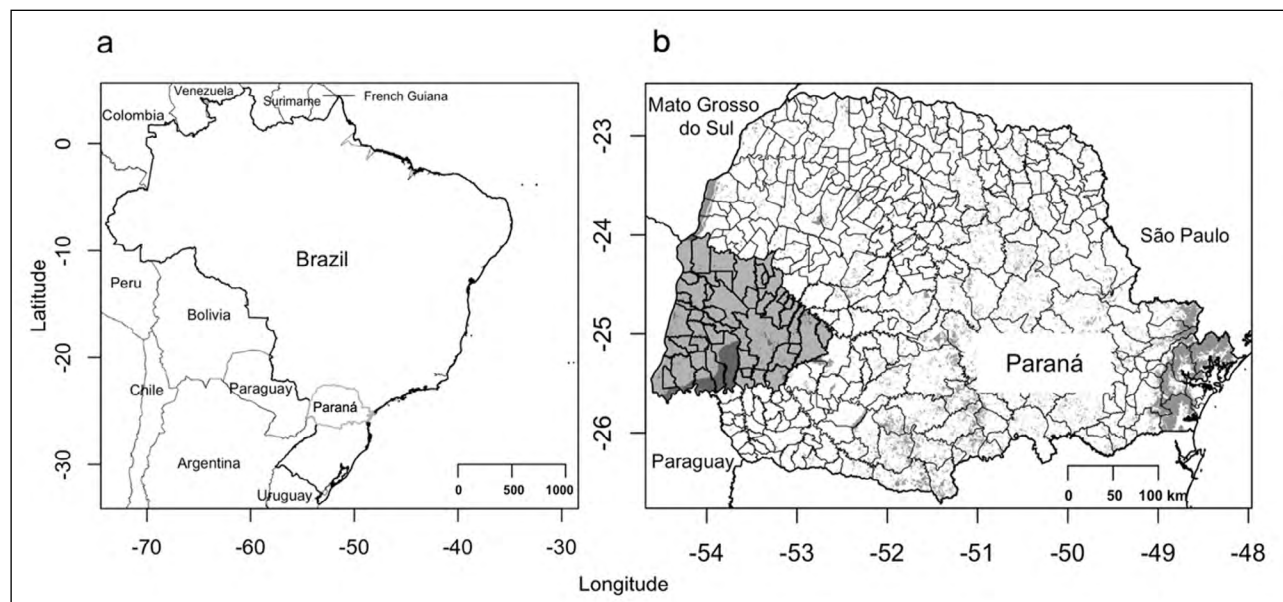 a
Venezuela
Surimame
French Guiana
Colombia
Brazil
Peru
Bolivia
Chile
Paraguay
Paraná
Argentina
Uruguay
0
-10
-20
-30
Latitude
-70
-60
-50
-40
-30
0 500 1000
b
Mato Grosso
do Sul
São Paulo
Paraná
Paraguay
-23
-24
-25
-26
0 50 100 km
-54
-53
-52
-51
-50
-49
-48
Longitude